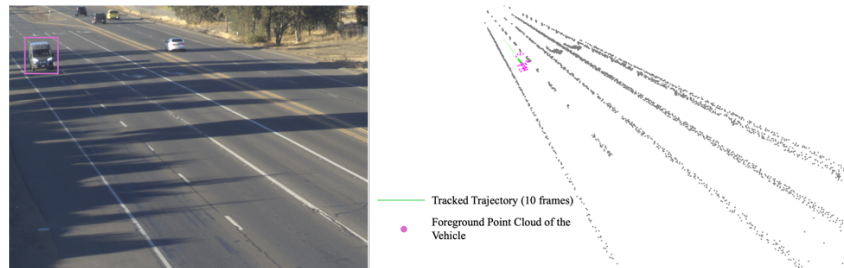 Tracked Trajectory (10 frames)
Foreground Point Cloud of the
Vehicle